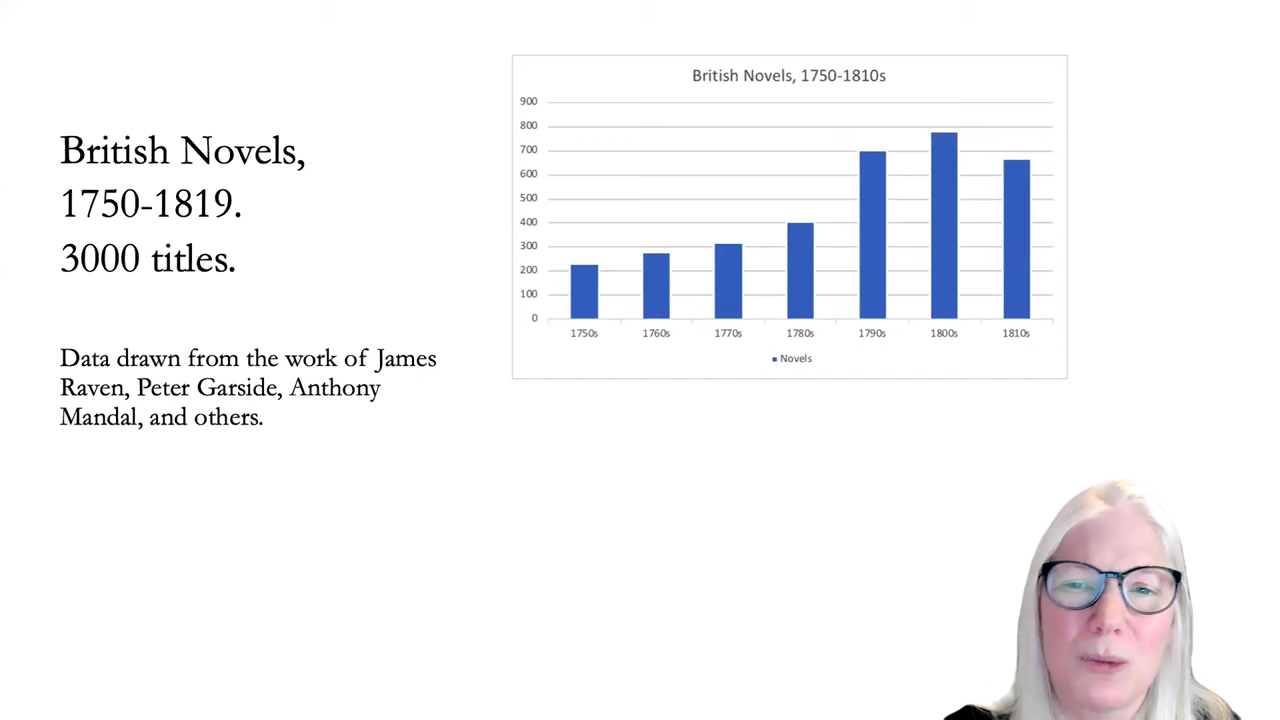 British Novels,
1750-1819.
3000 titles.
Data drawn from the work of James
Raven, Peter Garside, Anthony
Mandal, and others.
British Novels, 1750-1810s
900
800
700
600
500
400
300
200
100
0
1750s 1760s 1770s 1780s 1790s 1800s 1810s
Novels